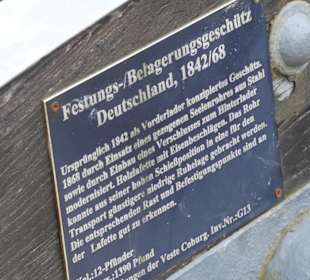 Festungs-/Belagerungsgeschütz
Deutschland, 1842/68
Ursprünglich 1842 als Vorderlader konzipiertes Geschütz.
1868 durch Einsatz eines gezogenen Seelenrohres aus Stahl
sowie durch Einbau eines Verschlusses zum Hinterlader
modernisiert. Holzlafette mit Eisenbeschlägen. Das Rohr
konnte aus seiner hohen Schießposition in eine für den
Transport günstigere niedrige Ruhelage gebracht werden.
Die entsprechenden Rast und Befestigungspunkte sind an
der Lafette gut zu erkennen.
12-Pfünder
1390 Pfund
der Veste Coburg, Inv.Nr.-G13